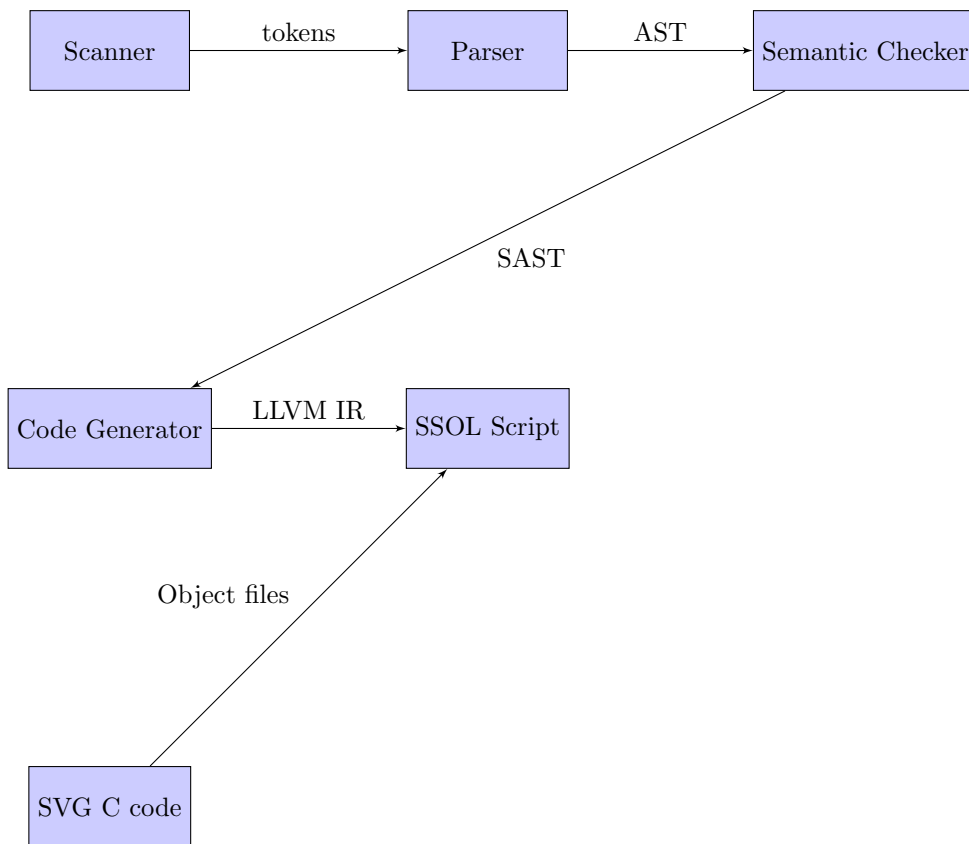 Scanner
tokens
Parser
AST
Semantic Checker
SAST
Code Generator
LLVM IR
SSOL Script
Object files
SVG C code